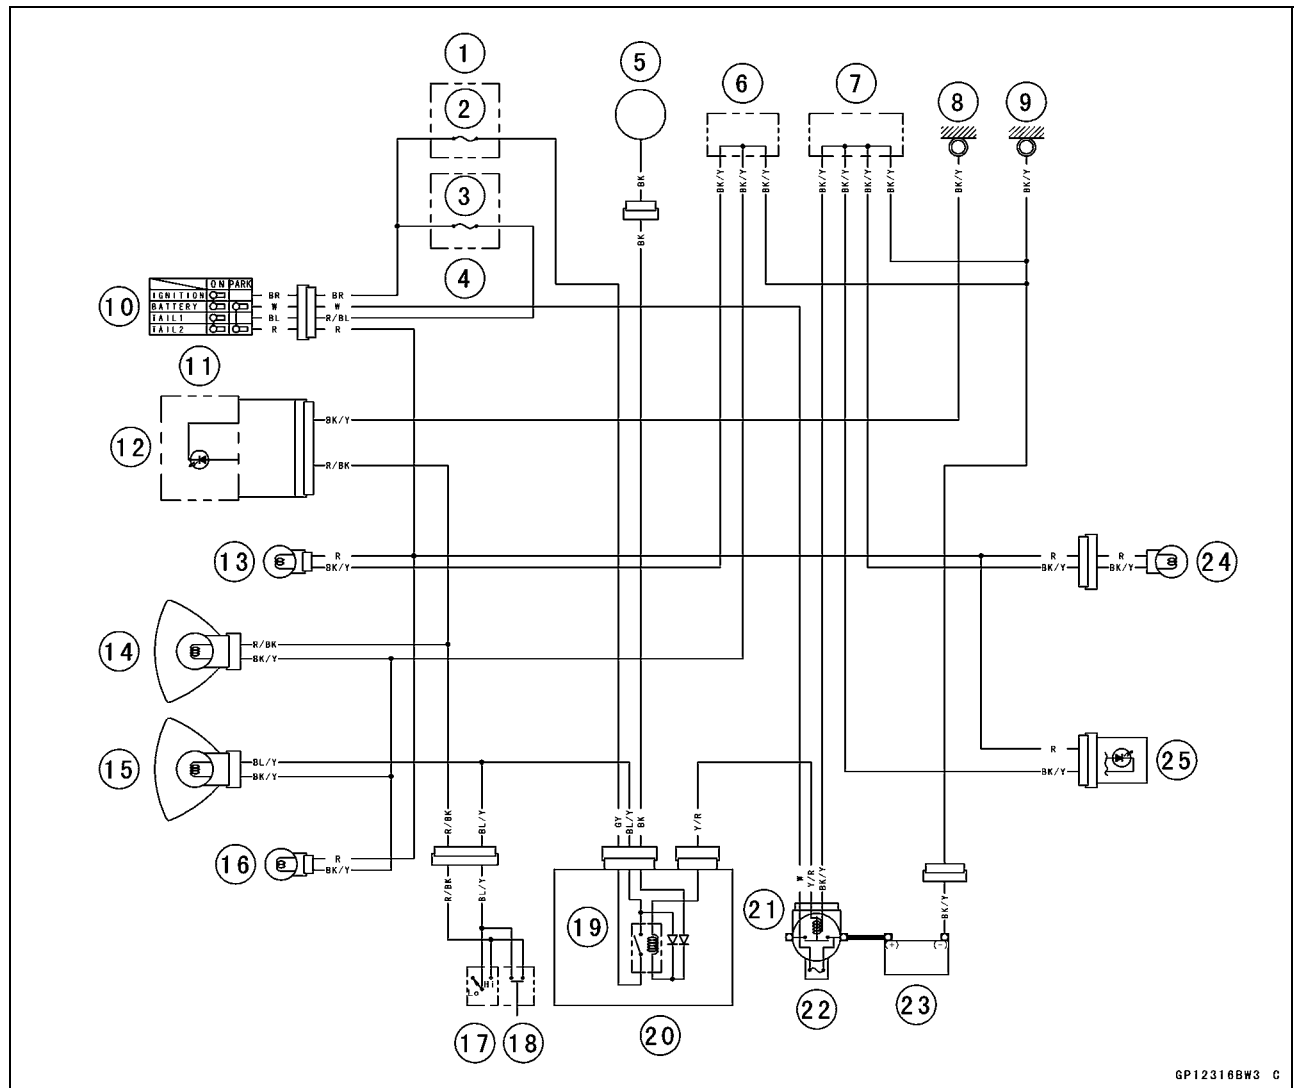 1
2
3
4
5
6
7
8
9
BK
BK
BK/Y
BK/Y
BK/Y
BK/Y
BK/Y
BK/Y
BK/Y
BK/Y
BK/Y
10
ON PARK
IGNITION
BATTERY
TAIL1
TAIL2
BR BR
W W
BL R/BL
R R
11
12
BK/Y
R/BK
13
R
BK/Y
R R
BK/Y BK/Y
24
14
R/BK
BK/Y
15
BL/Y
BK/Y
R
BK/Y
25
16
R
BK/Y
R/BK
BL/Y
R/BK
BL/Y
GY
BL/Y
BK
Y/R
W
Y/R
BK/Y
BK/Y
Lo
Hi
17
18
19
20
21
22
(+)
(-)
23
GP12316BW3 C